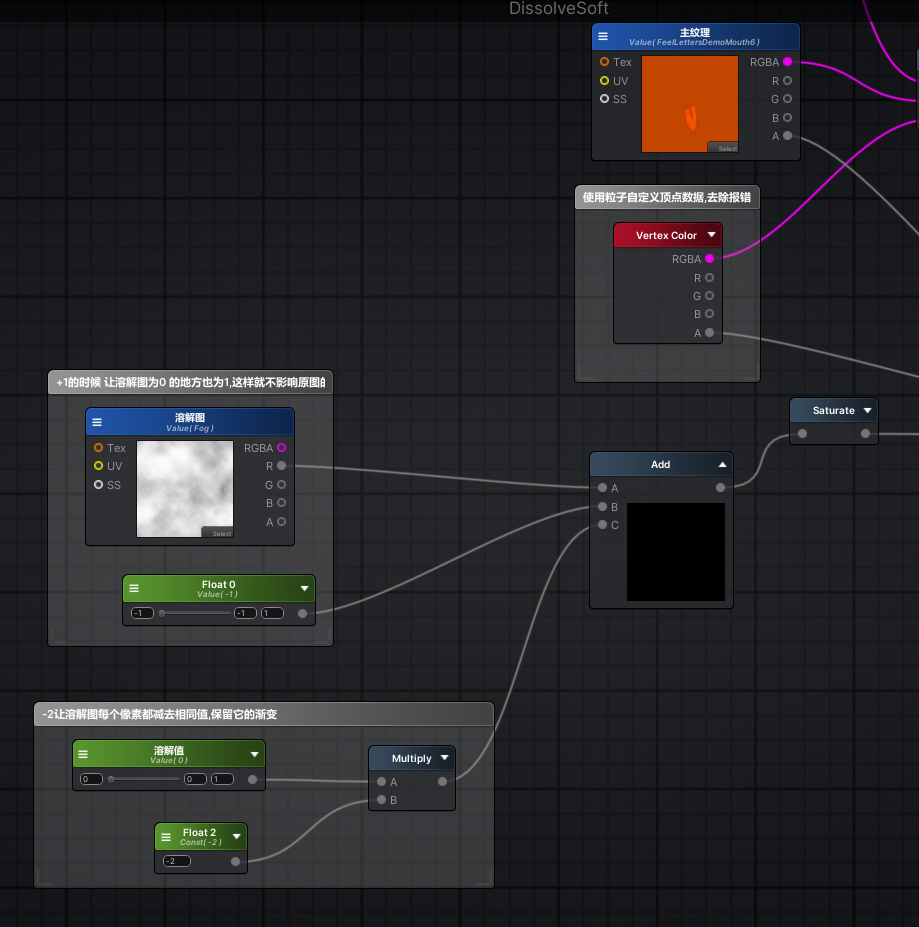 DissolveSoft
主纹理
Value( FeelLettersDemoMouth6 )
Tex
RGBA
UV
R
SS
G
B
A
Select
使用粒子自定义顶点数据,去除报错
Vertex Color
RGBA
R
G
B
A
+1的时候 让溶解图为0 的地方也为1,这样就不影响原图的
溶解图
Value( Fog )
Tex
RGBA
UV
R
SS
G
B
A
Select
Float 0
Value( -1 )
-1
-1
1
Saturate
Add
A
B
C
-2让溶解图每个像素都减去相同值,保留它的渐变
溶解值
Value( 0 )
0
0
1
Multiply
A
B
Float 2
Const( -2 )
-2